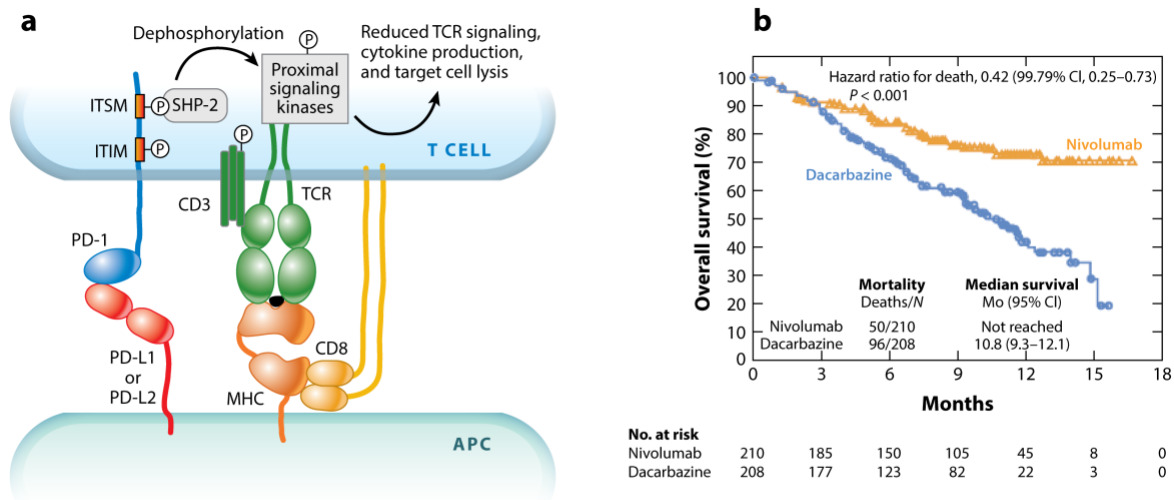 a
Dephosphorylation
P
Reduced TCR signaling,
cytokine production,
and target cell lysis
Proximal
signaling
kinases
ITSM
P
SHP-2
ITIM
P
P
T CELL
CD3
TCR
PD-1
PD-L1
or
PD-L2
CD8
MHC
APC
b
Overall survival (%)
100
90
80
70
60
50
40
30
20
10
0
Hazard ratio for death, 0.42 (99.79% CI, 0.25–0.73)
P < 0.001
Nivolumab
Dacarbazine
Mortality Median survival
Deaths/N Mo (95% CI)
Nivolumab 50/210 Not reached
Dacarbazine 96/208 10.8 (9.3–12.1)
0 3 6 9 12 15 18
Months
No. at risk
Nivolumab 210 185 150 105 45 8 0
Dacarbazine 208 177 123 82 22 3 0